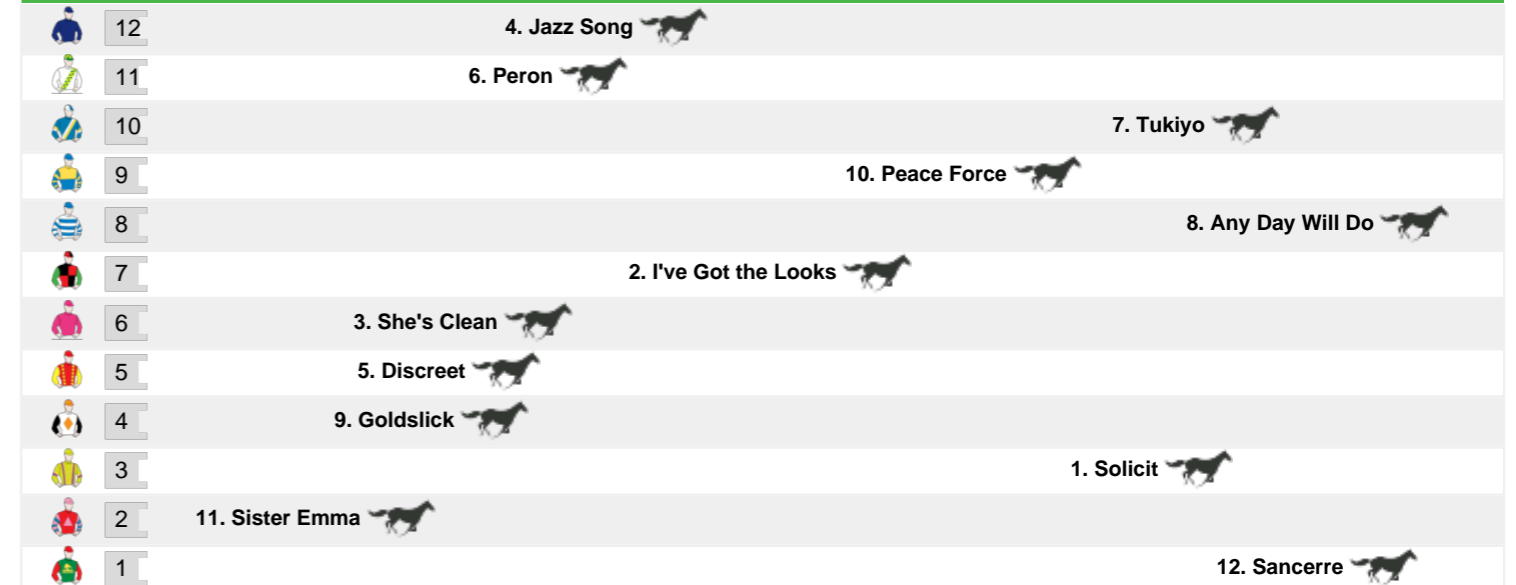 12 4. Jazz Song
11 6. Peron
10 7. Tukiyo
9 10. Peace Force
8 8. Any Day Will Do
7 2. I've Got the Looks
6 3. She's Clean
5 5. Discreet
4 9. Goldslick
3 1. Solicit
2 11. Sister Emma
1 12. Sancerre